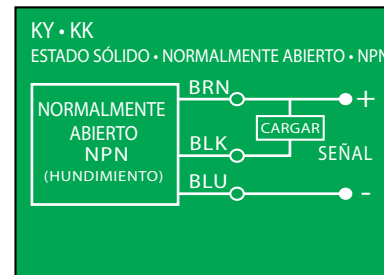 KY • KK
ESTADO SÓLIDO • NORMALMENTE ABIERTO • NPN
BRN
+
NORMALMENTE
ABIERTO
NPN
(HUNDIMIENTO)
CARGAR
BLK
SEÑAL
BLU
-